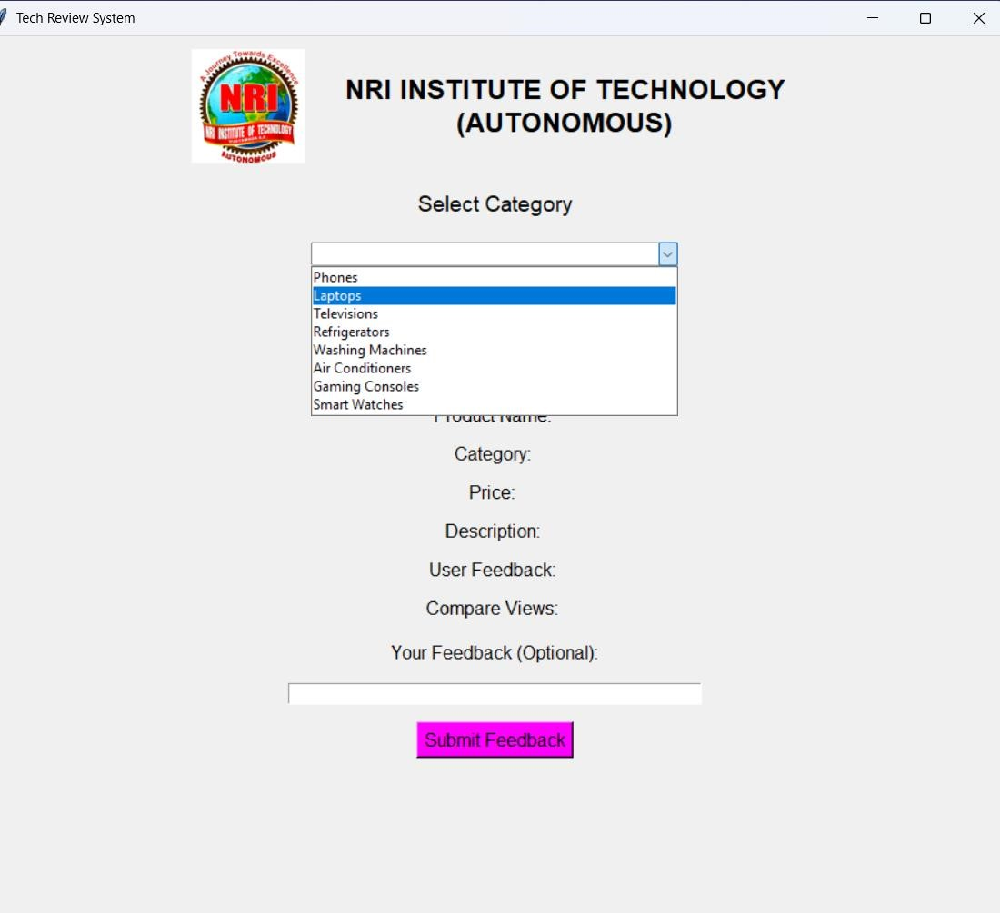 Tech Review System
A Journey Towards Excellence
NRI
NRI INSTITUTE OF TECHNOLOGY
AUTONOMOUS
NRI INSTITUTE OF TECHNOLOGY
(AUTONOMOUS)
Select Category
Phones
Laptops
Televisions
Refrigerators
Washing Machines
Air Conditioners
Gaming Consoles
Smart Watches
Product Name:
Category:
Price:
Description:
User Feedback:
Compare Views:
Your Feedback (Optional):
Submit Feedback